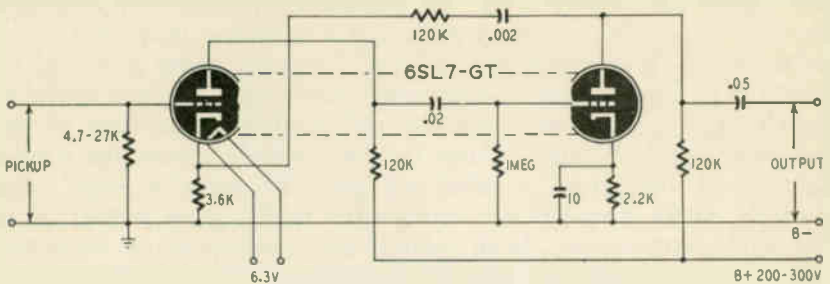 120K
.002
6SL7-GT
.05
.02
4.7-27K
PICKUP
120K
1MEG
120K
OUTPUT
3.6K
10
2.2K
B-
6.3V
B+ 200-300V